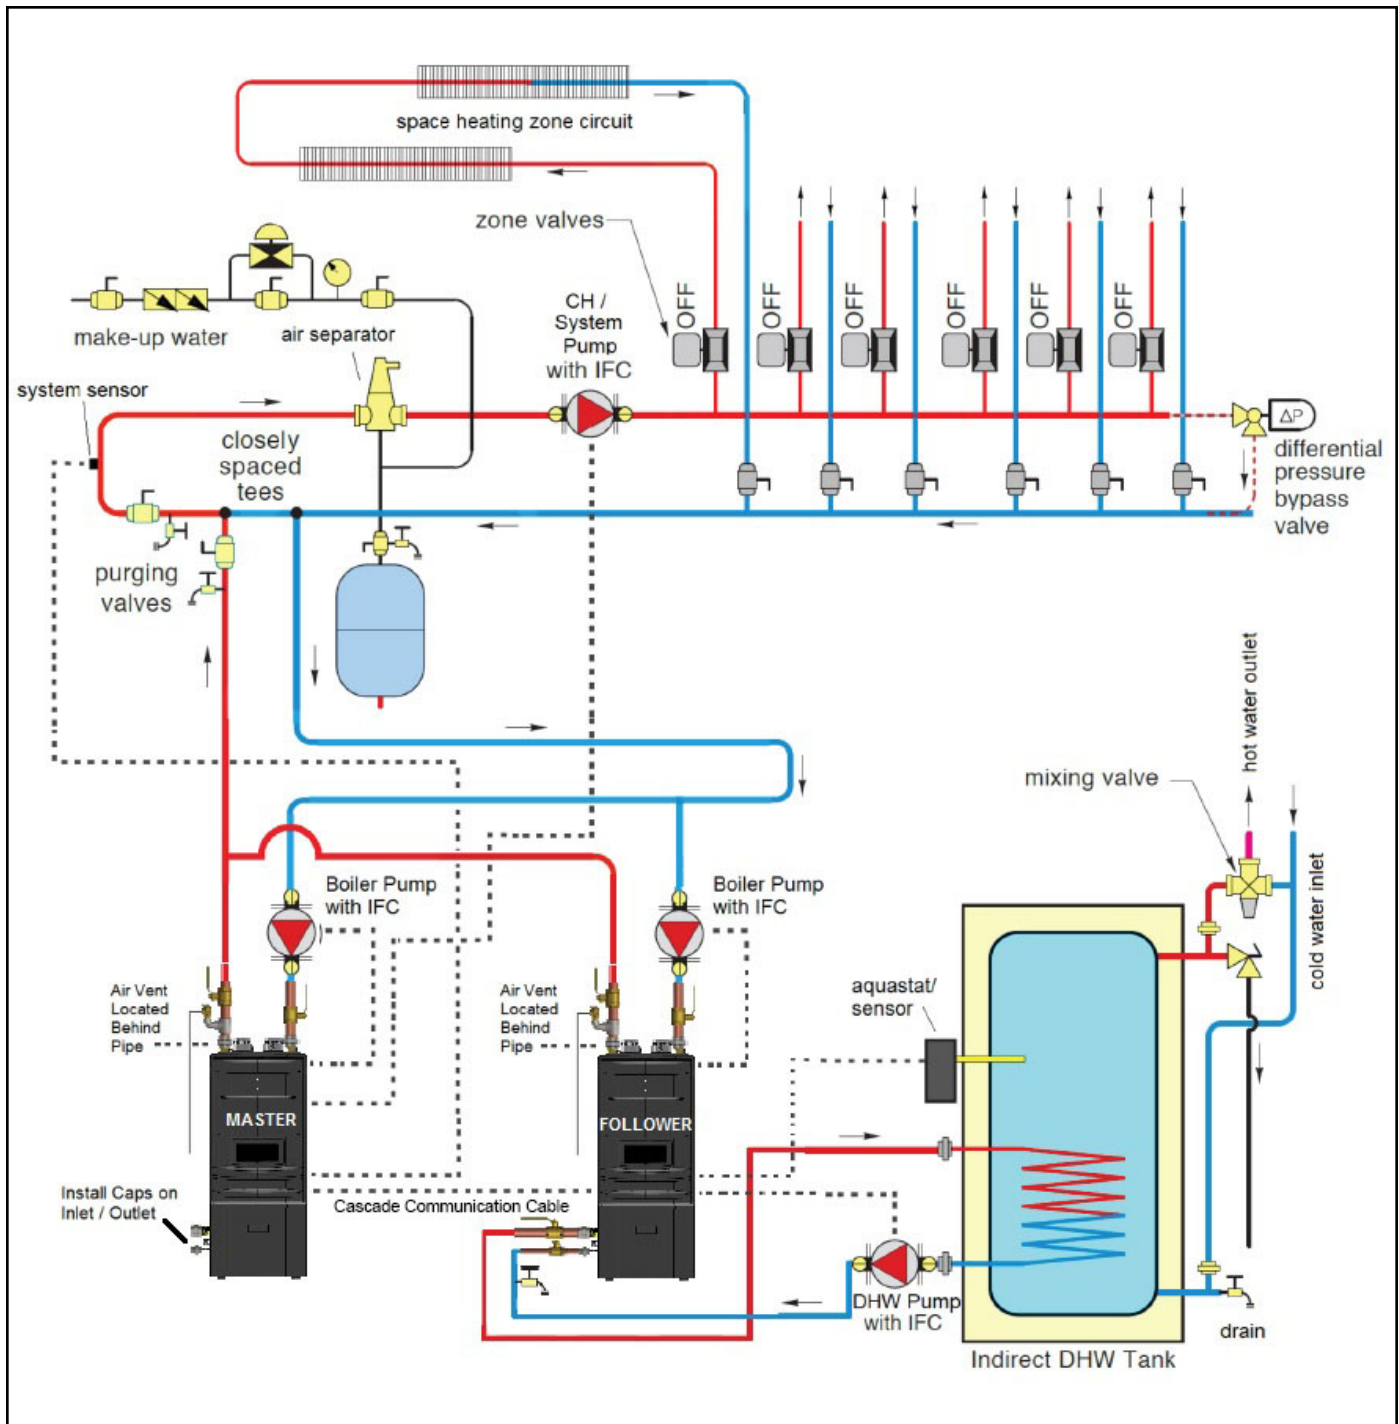 space heating zone circuit
zone valves
OFF
OFF
OFF
OFF
OFF
OFF
CH /
System
Pump
with IFC
make-up water
air separator
system sensor
closely
spaced
tees
ΔP
differential
pressure
bypass
valve
purging
valves
hot water outlet
mixing valve
cold water inlet
Boiler Pump
with IFC
Boiler Pump
with IFC
Air Vent
Located
Behind
Pipe
Air Vent
Located
Behind
Pipe
aquastat/
sensor
MASTER
FOLLOWER
Install Caps on
Inlet / Outlet
Cascade Communication Cable
DHW Pump
with IFC
drain
Indirect DHW Tank